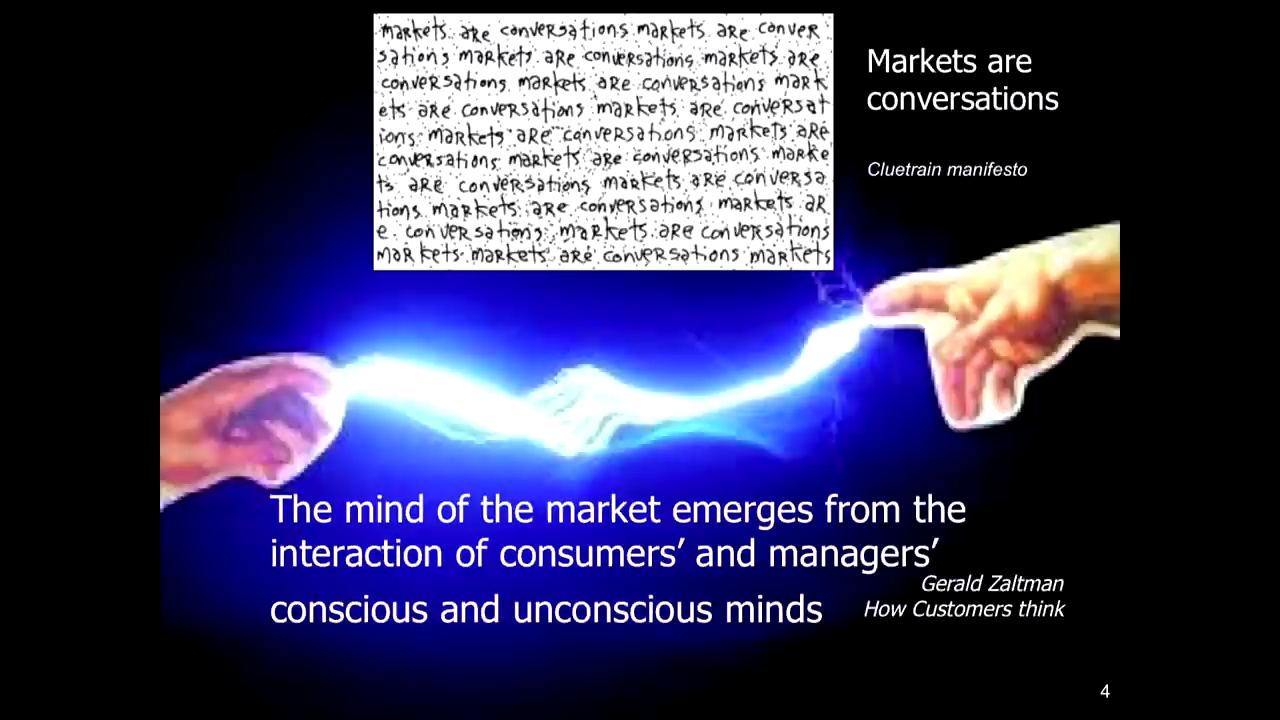 markets are conversations markets are conver
sations markets are conversations markets are
conversations markets are conversations mark
ets are conversations markets are conversat
ions markets are conversations markets are
conversations markets are conversations marke
ts are conversations markets are conversa
tions markets are conversations markets ar
e conversations markets are conversations
markets markets are conversations markets
Markets are
conversations
Cluetrain manifesto
The mind of the market emerges from the
interaction of consumers’ and managers’
conscious and unconscious minds
Gerald Zaltman
How Customers think
4